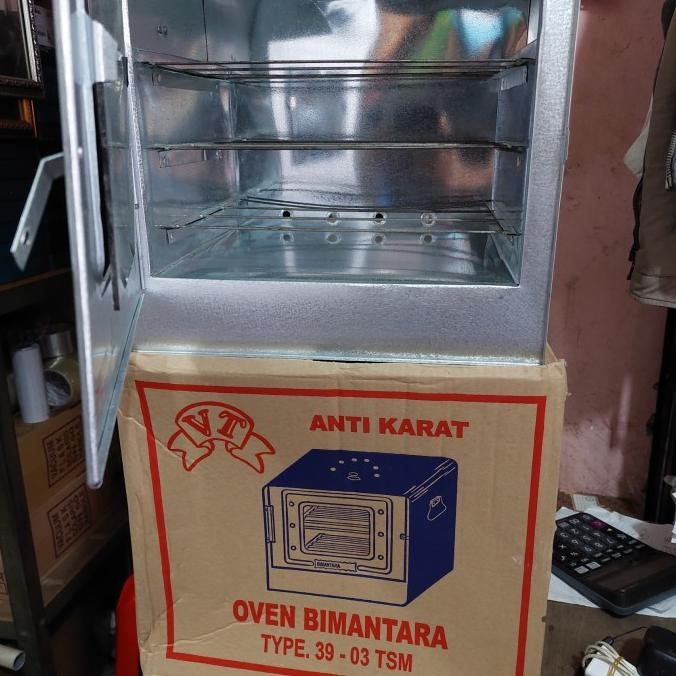 VT
ANTI KARAT
BIMANTARA
OVEN BIMANTARA
TYPE. 39 - 03 TSM